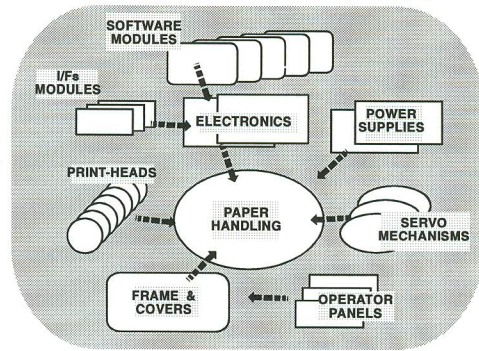 SOFTWARE
MODULES
I/Fs
MODULES
ELECTRONICS
POWER
SUPPLIES
PRINT-HEADS
PAPER
HANDLING
SERVO
MECHANISMS
FRAME &
COVERS
OPERATOR
PANELS